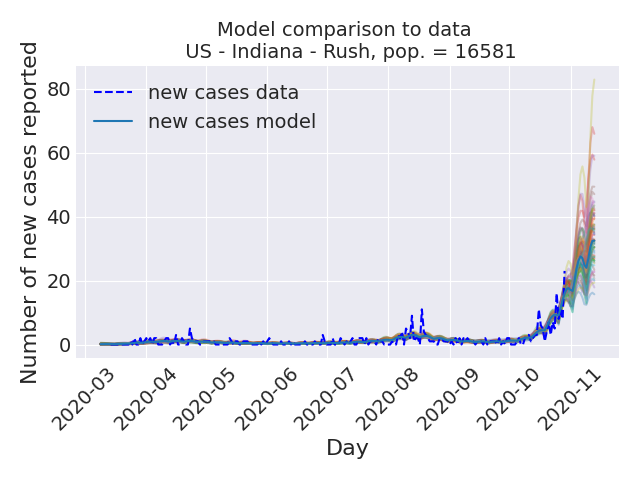 Model comparison to data
US - Indiana - Rush, pop. = 16581
Number of new cases reported
80
60
40
20
0
new cases data
new cases model
2020-03
2020-04
2020-05
2020-06
2020-07
2020-08
2020-09
2020-10
2020-11
Day